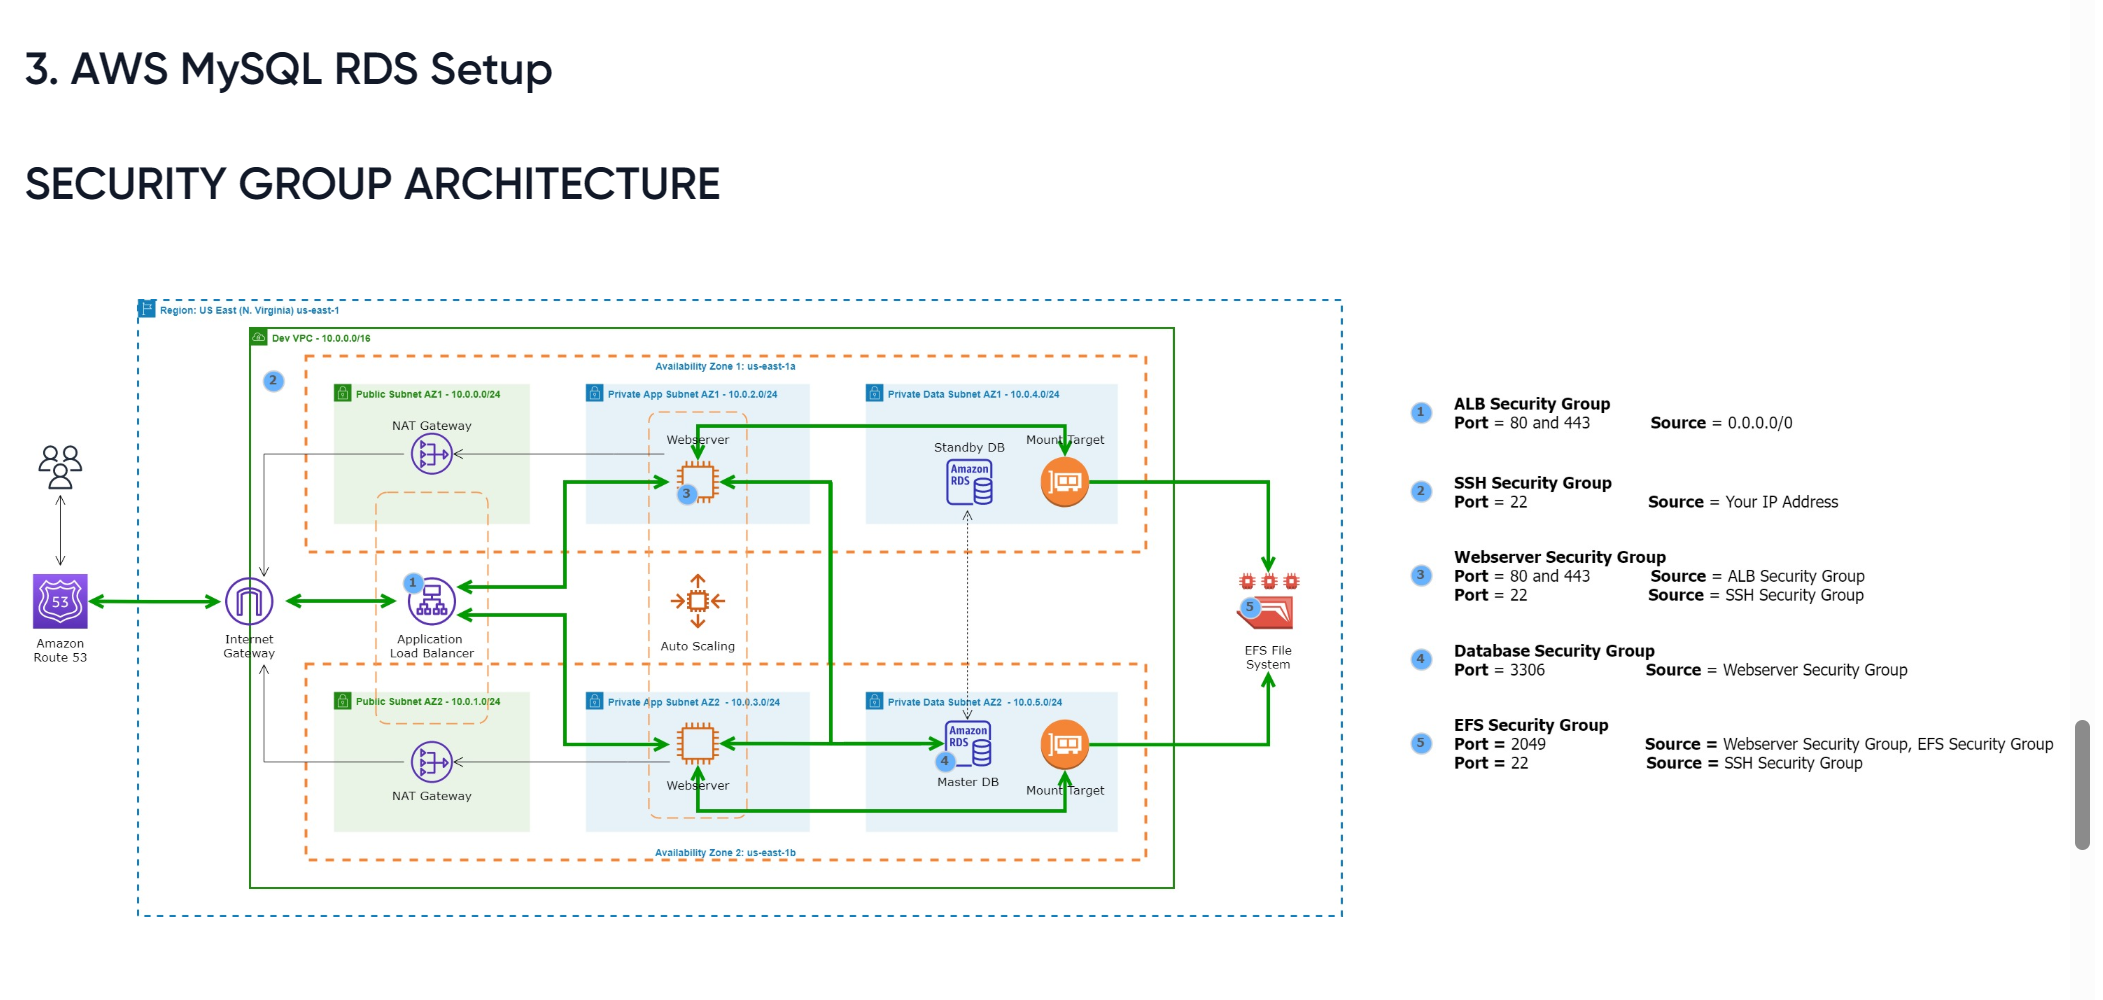 3. AWS MySQL RDS Setup
SECURITY GROUP ARCHITECTURE
Region: US East (N. Virginia) us-east-1
Dev VPC - 10.0.0.0/16
Availability Zone 1: us-east-1a
2
Public Subnet AZ1 - 10.0.0.0/24
Private App Subnet AZ1 - 10.0.2.0/24
Private Data Subnet AZ1 - 10.0.4.0/24
NAT Gateway
Webserver
3
Standby DB
Amazon
RDS
Mount Target
53
Amazon
Route 53
Internet
Gateway
1
Application
Load Balancer
Auto Scaling
5
EFS File
System
Public Subnet AZ2 - 10.0.1.0/24
Private App Subnet AZ2 - 10.0.3.0/24
Private Data Subnet AZ2 - 10.0.5.0/24
NAT Gateway
Webserver
Amazon
RDS
4
Master DB
Mount Target
Availability Zone 2: us-east-1b
1
ALB Security Group
Port = 80 and 443 Source = 0.0.0.0/0
2
SSH Security Group
Port = 22 Source = Your IP Address
3
Webserver Security Group
Port = 80 and 443 Source = ALB Security Group
Port = 22 Source = SSH Security Group
4
Database Security Group
Port = 3306 Source = Webserver Security Group
5
EFS Security Group
Port = 2049 Source = Webserver Security Group, EFS Security Group
Port = 22 Source = SSH Security Group